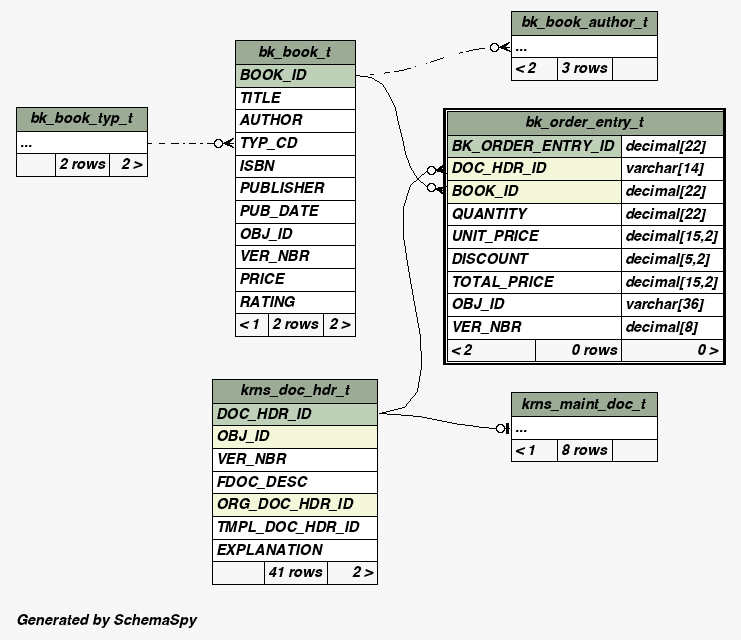 bk_book_author_t
...
< 2 3 rows
bk_book_t
BOOK_ID
TITLE
AUTHOR
TYP_CD
ISBN
PUBLISHER
PUB_DATE
OBJ_ID
VER_NBR
PRICE
RATING
< 1 2 rows 2 >
bk_book_typ_t
...
2 rows 2 >
bk_order_entry_t
BK_ORDER_ENTRY_ID decimal[22]
DOC_HDR_ID varchar[14]
BOOK_ID decimal[22]
QUANTITY decimal[22]
UNIT_PRICE decimal[15,2]
DISCOUNT decimal[5,2]
TOTAL_PRICE decimal[15,2]
OBJ_ID varchar[36]
VER_NBR decimal[8]
< 2 0 rows 0 >
krns_doc_hdr_t
DOC_HDR_ID
OBJ_ID
VER_NBR
FDOC_DESC
ORG_DOC_HDR_ID
TMPL_DOC_HDR_ID
EXPLANATION
41 rows 2 >
krns_maint_doc_t
...
< 1 8 rows
Generated by SchemaSpy